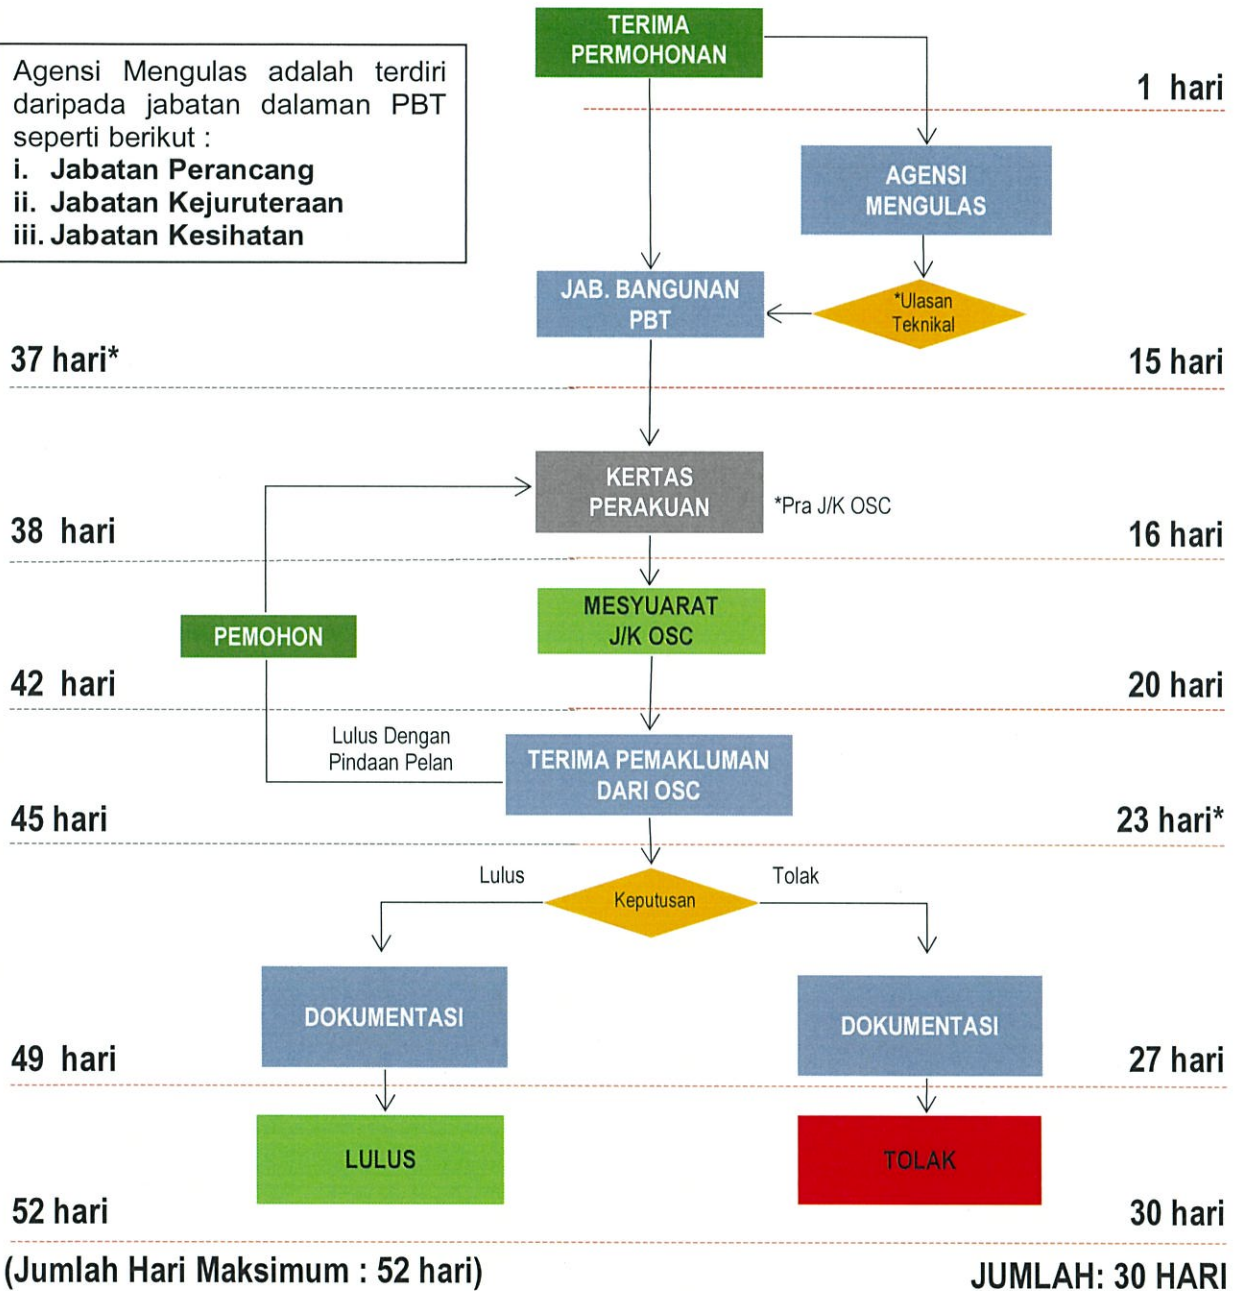 TERIMA
PERMOHONAN
Agensi Mengulas adalah terdiri
daripada jabatan dalaman PBT
seperti berikut :
i. Jabatan Perancang
ii. Jabatan Kejuruteraan
iii. Jabatan Kesihatan
1 hari
AGENSI
MENGULAS
JAB. BANGUNAN
PBT
*Ulasan
Teknikal
37 hari*
15 hari
KERTAS
PERAKUAN
*Pra J/K OSC
38 hari
16 hari
MESYUARAT
J/K OSC
PEMOHON
42 hari
20 hari
Lulus Dengan
Pindaan Pelan
TERIMA PEMAKLUMAN
DARI OSC
45 hari
23 hari*
Lulus
Keputusan
Tolak
DOKUMENTASI
DOKUMENTASI
49 hari
27 hari
LULUS
TOLAK
52 hari
30 hari
(Jumlah Hari Maksimum : 52 hari)
JUMLAH: 30 HARI